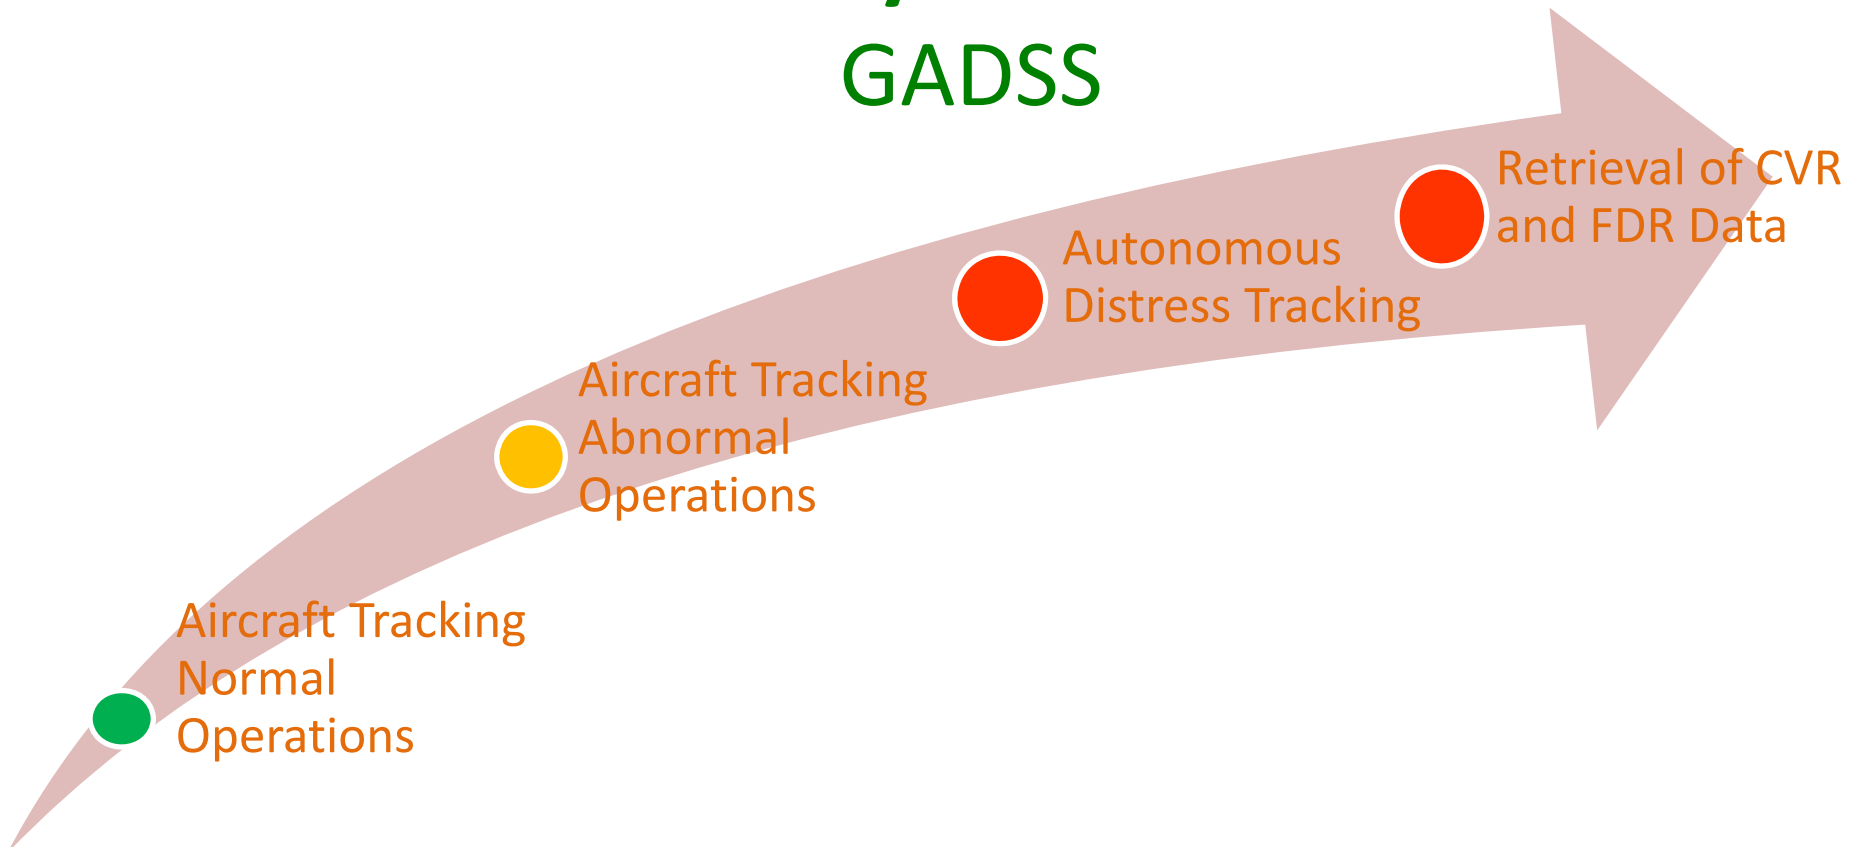 GADSS
Retrieval of CVR
and FDR Data
Autonomous
Distress Tracking
Aircraft Tracking
Abnormal
Operations
Aircraft Tracking
Normal
Operations